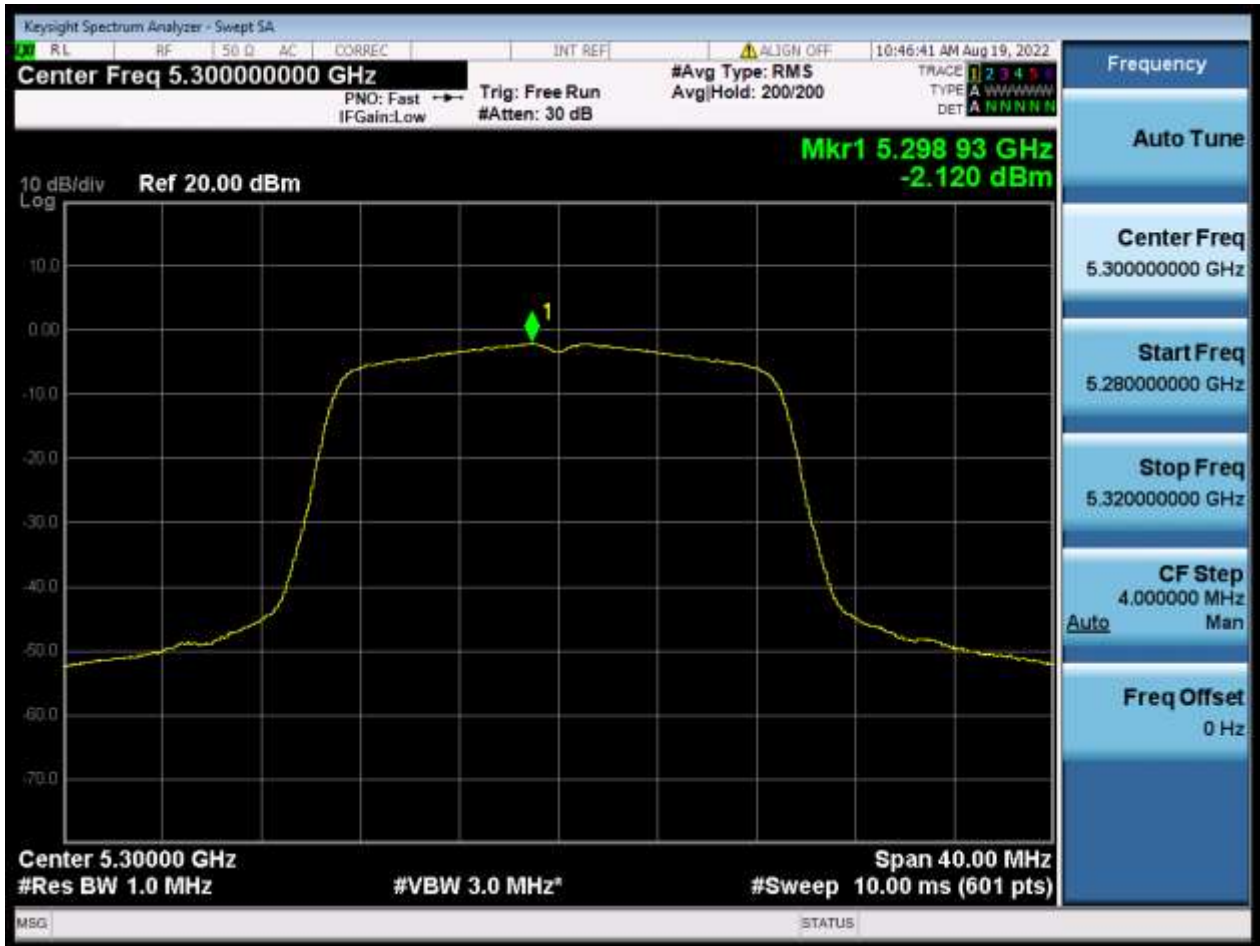 Keysight Spectrum Analyzer - Swept SA
LXI RL RF 50 Ω AC CORREC INT REF ALIGN OFF 10:46:41 AM Aug 19, 2022
Center Freq 5.300000000 GHz
PNO: Fast
IFGain:Low
Trig: Free Run
#Atten: 30 dB
#Avg Type: RMS
Avg|Hold: 200/200
TRACE 1 2 3 4 5 6
TYPE A WWWWW
DET A N N N N N
Mkr1 5.298 93 GHz
-2.120 dBm
10 dB/div Ref 20.00 dBm
Log
10.0
0.00
-10.0
-20.0
-30.0
-40.0
-50.0
-60.0
-70.0
1
Center 5.30000 GHz
Span 40.00 MHz
#Res BW 1.0 MHz
#VBW 3.0 MHz*
#Sweep 10.00 ms (601 pts)
MSG
STATUS
Frequency
Auto Tune
Center Freq
5.300000000 GHz
Start Freq
5.280000000 GHz
Stop Freq
5.320000000 GHz
CF Step
4.000000 MHz
Auto Man
Freq Offset
0 Hz